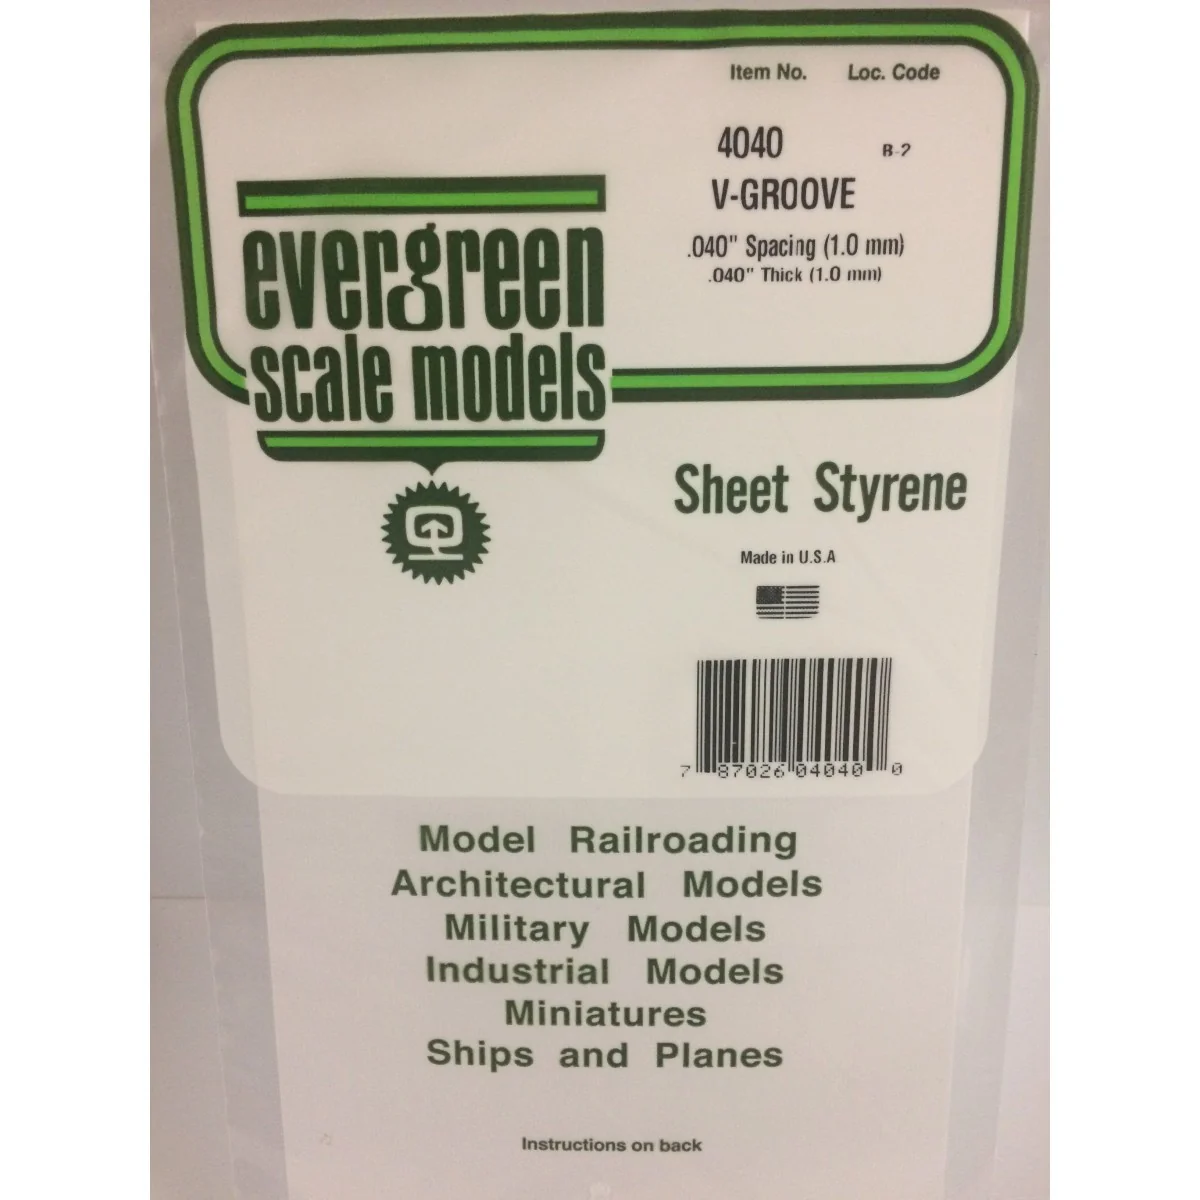 Item No. Loc. Code
4040 B-2
V-GROOVE
.040" Spacing (1.0 mm)
.040" Thick (1.0 mm)
evergreen
scale models
Sheet Styrene
Made in U.S.A
7 87026 04040 0
Model Railroading
Architectural Models
Military Models
Industrial Models
Miniatures
Ships and Planes
Instructions on back